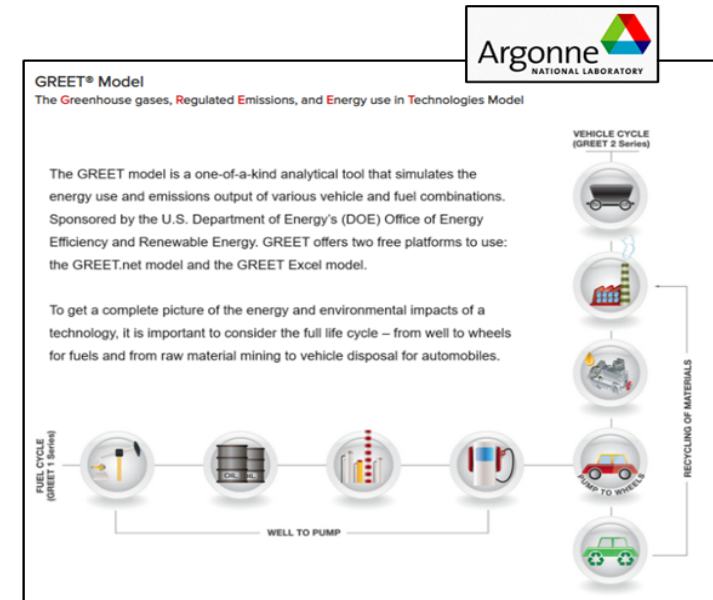 Argonne
NATIONAL LABORATORY
GREET® Model
The Greenhouse gases, Regulated Emissions, and Energy use in Technologies Model
VEHICLE CYCLE
(GREET 2 Series)
The GREET model is a one-of-a-kind analytical tool that simulates the
energy use and emissions output of various vehicle and fuel combinations.
Sponsored by the U.S. Department of Energy's (DOE) Office of Energy
Efficiency and Renewable Energy. GREET offers two free platforms to use:
the GREET.net model and the GREET Excel model.
To get a complete picture of the energy and environmental impacts of a
technology, it is important to consider the full life cycle – from well to wheels
for fuels and from raw material mining to vehicle disposal for automobiles.
RECYCLING OF MATERIALS
FUEL CYCLE
(GREET 1 Series)
OIL
OIL
PUMP TO WHEELS
WELL TO PUMP